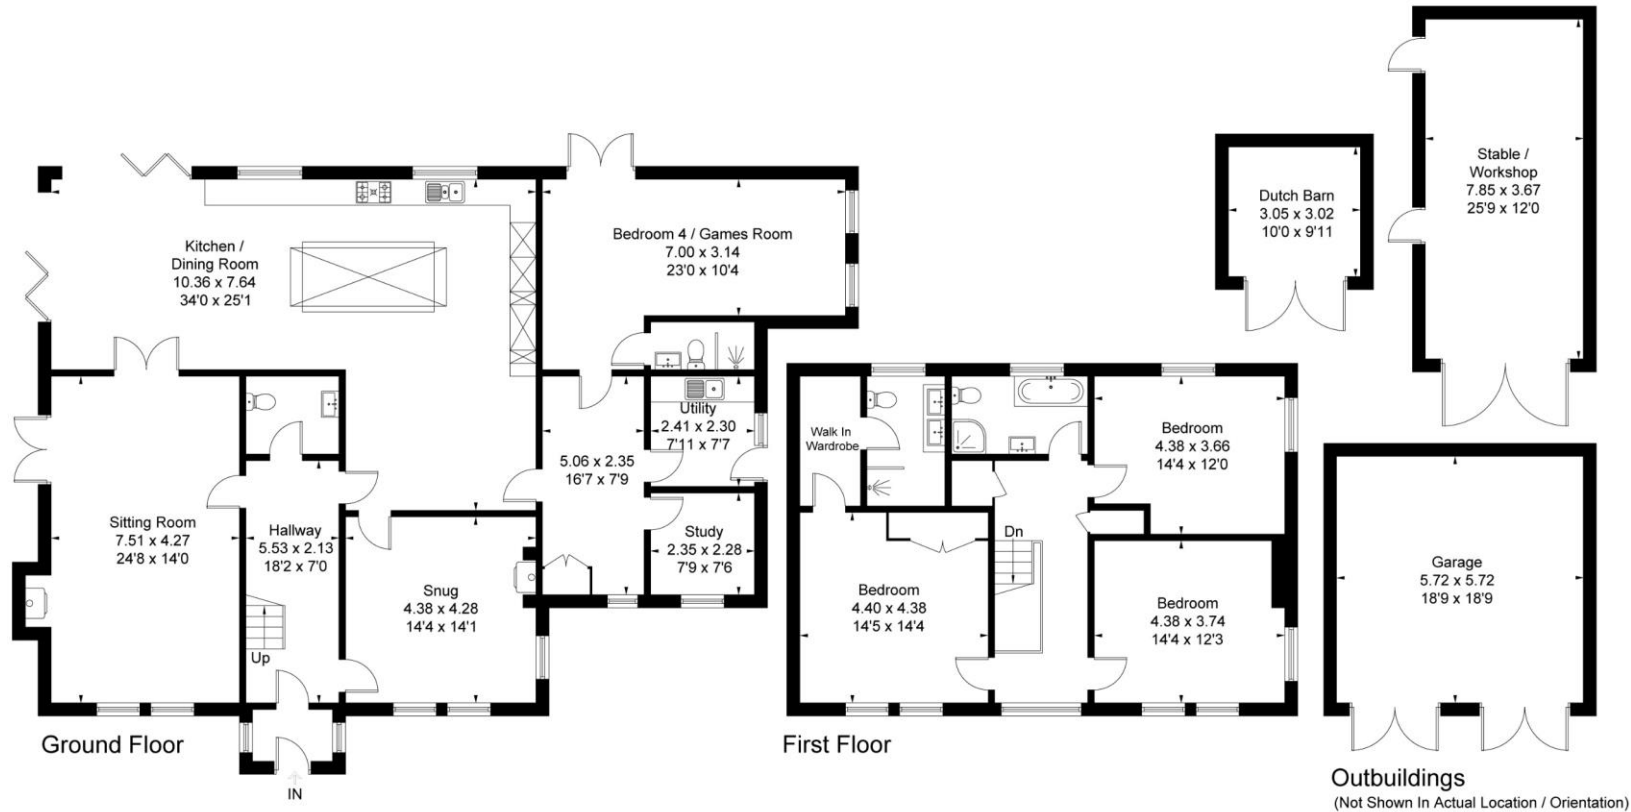 Kitchen /
Dining Room
10.36 x 7.64
34'0 x 25'1
Bedroom 4 / Games Room
7.00 x 3.14
23'0 x 10'4
Utility
2.41 x 2.30
7'11 x 7'7
5.06 x 2.35
16'7 x 7'9
Sitting Room
7.51 x 4.27
24'8 x 14'0
Hallway
5.53 x 2.13
18'2 x 7'0
Study
2.35 x 2.28
7'9 x 7'6
Snug
4.38 x 4.28
14'4 x 14'1
Up
Ground Floor
IN
Walk In
Wardrobe
Bedroom
4.38 x 3.66
14'4 x 12'0
Dn
Bedroom
4.40 x 4.38
14'5 x 14'4
Bedroom
4.38 x 3.74
14'4 x 12'3
First Floor
Dutch Barn
3.05 x 3.02
10'0 x 9'11
Stable /
Workshop
7.85 x 3.67
25'9 x 12'0
Garage
5.72 x 5.72
18'9 x 18'9
Outbuildings
(Not Shown In Actual Location / Orientation)